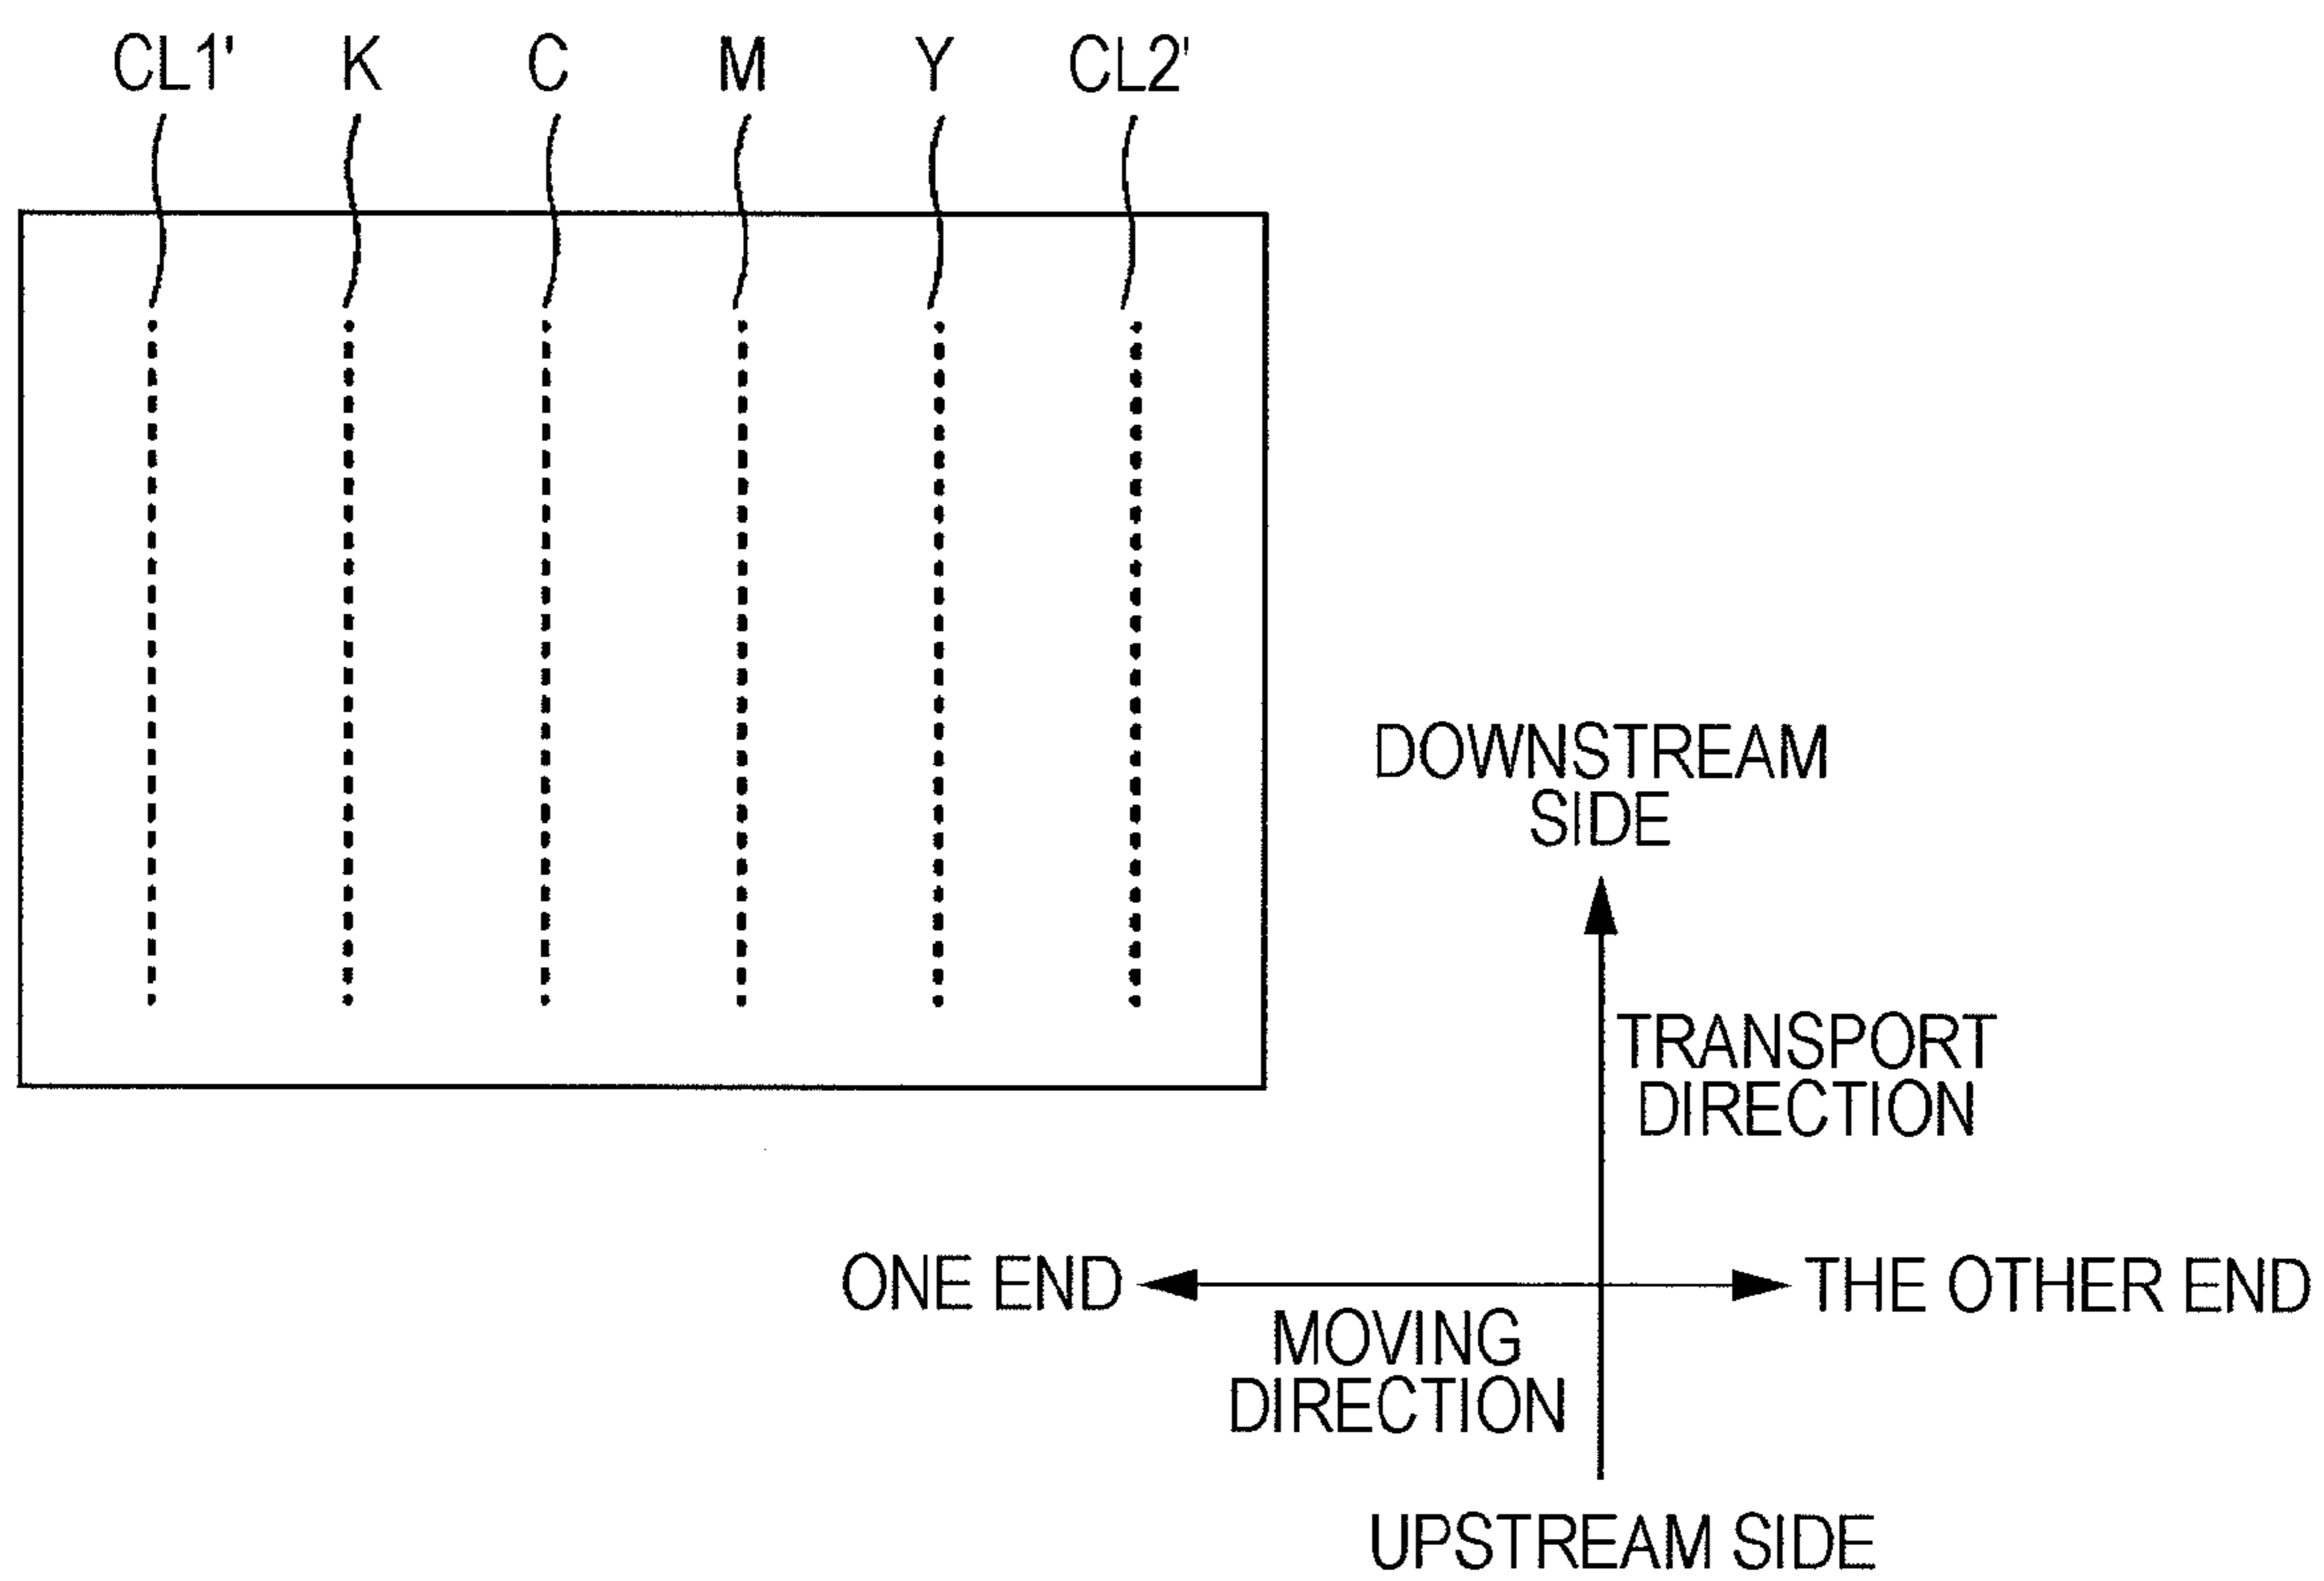 CL1' K C M Y CL2'
DOWNSTREAM
SIDE
TRANSPORT
DIRECTION
ONE END
THE OTHER END
MOVING
DIRECTION
UPSTREAM SIDE